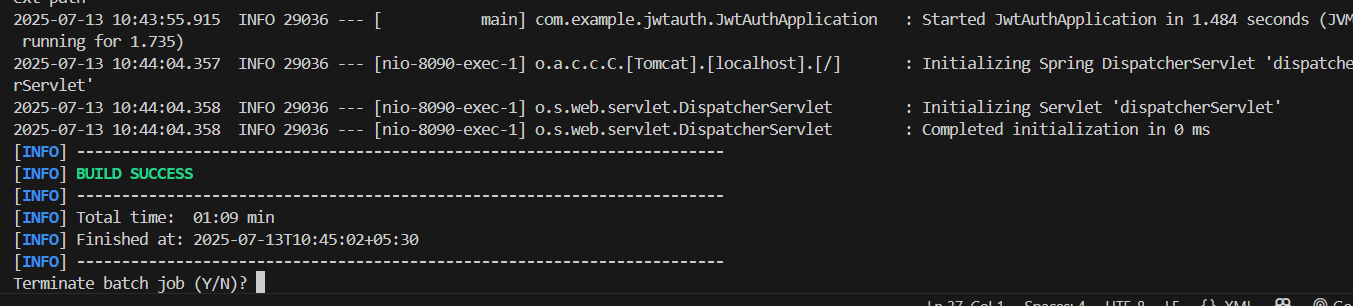 ext path
2025-07-13 10:43:55.915  INFO 29036 --- [           main] com.example.jwtauth.JwtAuthApplication   : Started JwtAuthApplication in 1.484 seconds (JVM
 running for 1.735)
2025-07-13 10:44:04.357  INFO 29036 --- [nio-8090-exec-1] o.a.c.c.C.[Tomcat].[localhost].[/]       : Initializing Spring DispatcherServlet 'dispatche
rServlet'
2025-07-13 10:44:04.358  INFO 29036 --- [nio-8090-exec-1] o.s.web.servlet.DispatcherServlet        : Initializing Servlet 'dispatcherServlet'
2025-07-13 10:44:04.358  INFO 29036 --- [nio-8090-exec-1] o.s.web.servlet.DispatcherServlet        : Completed initialization in 0 ms
[INFO] ------------------------------------------------------------------------
[INFO] BUILD SUCCESS
[INFO] ------------------------------------------------------------------------
[INFO] Total time:  01:09 min
[INFO] Finished at: 2025-07-13T10:45:02+05:30
[INFO] ------------------------------------------------------------------------
Terminate batch job (Y/N)?
Ln 27, Col 1   Spaces: 4   UTF-8   LF   {} XML   Go